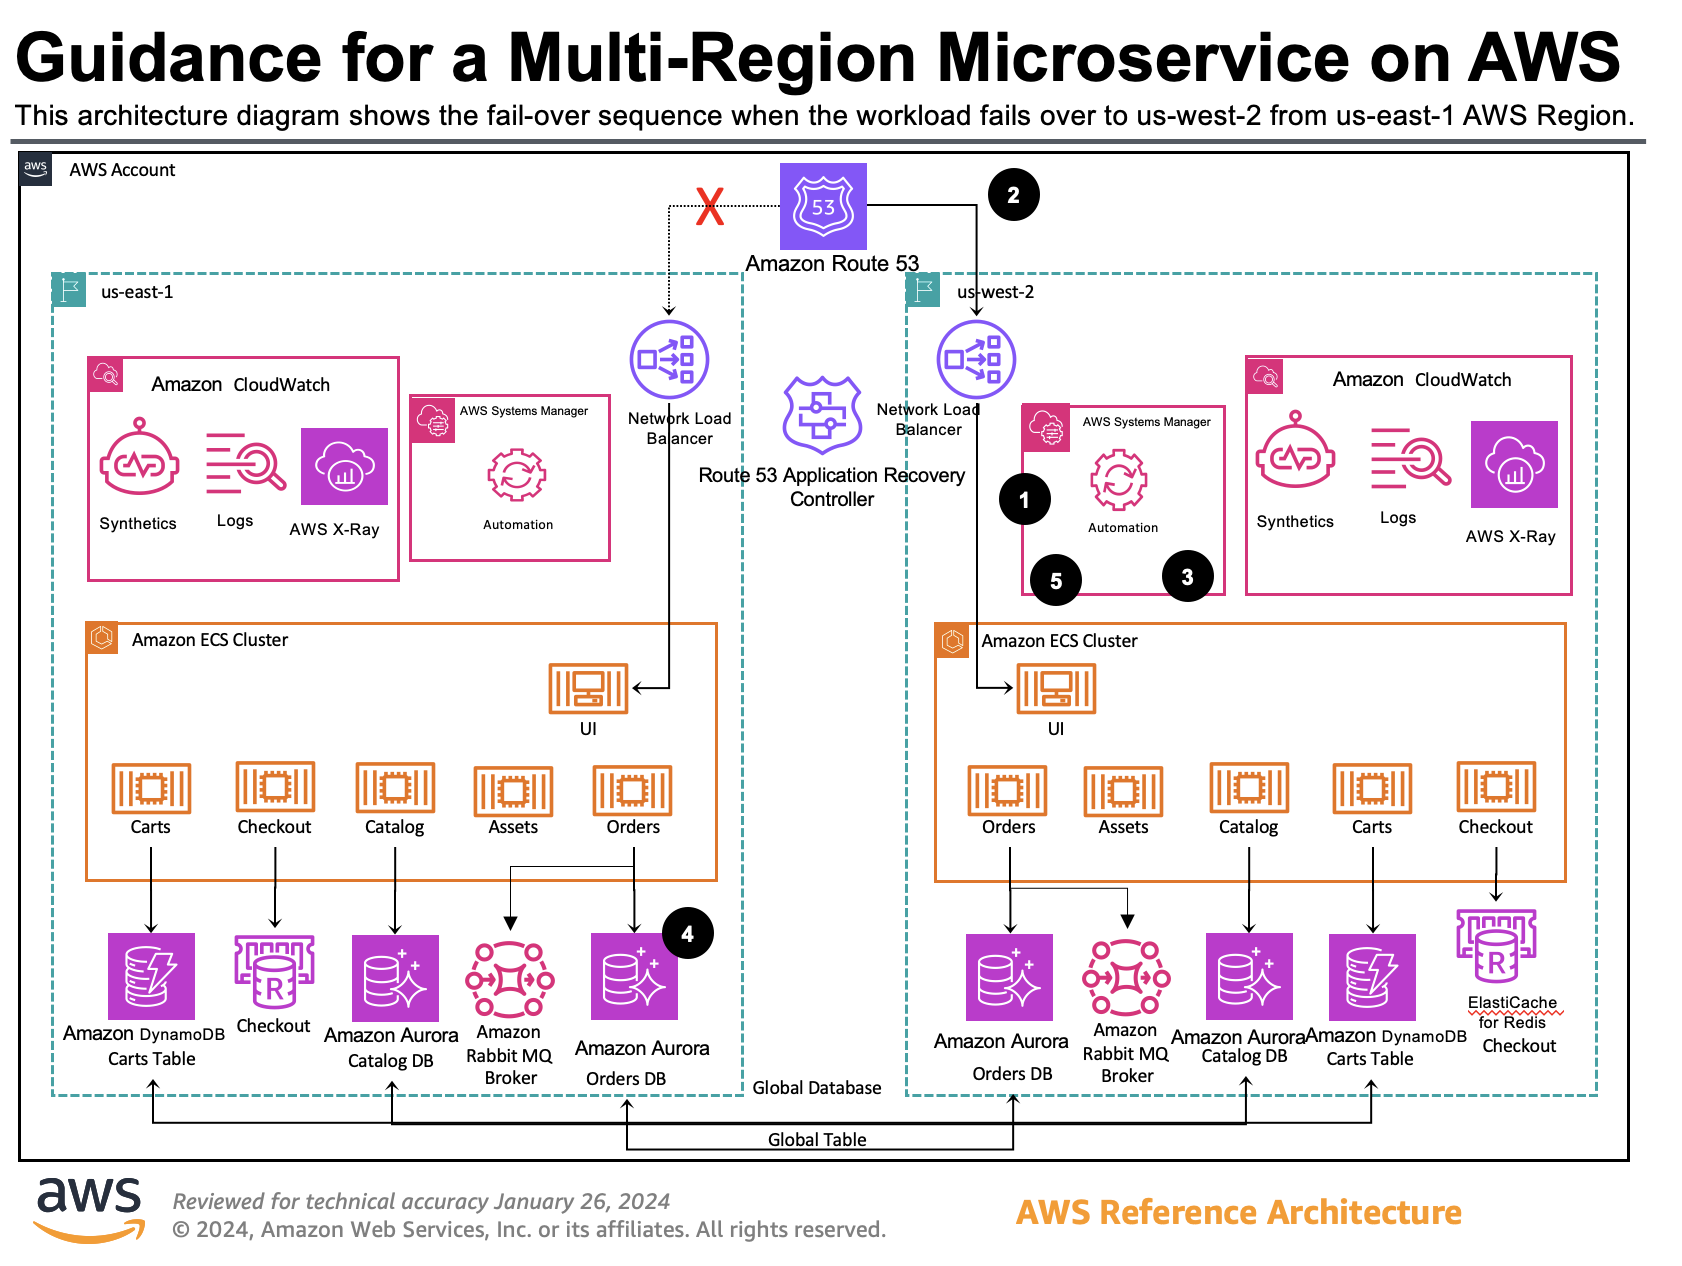 Guidance for a Multi-Region Microservice on AWS
This architecture diagram shows the fail-over sequence when the workload fails over to us-west-2 from us-east-1 AWS Region.
aws
AWS Account
X
53
2
Amazon Route 53
us-east-1
us-west-2
Amazon CloudWatch
Synthetics
Logs
AWS X-Ray
AWS Systems Manager
Automation
Network Load
Balancer
Route 53 Application Recovery
Controller
Network Load
Balancer
AWS Systems Manager
Automation
1
5
3
Amazon CloudWatch
Synthetics
Logs
AWS X-Ray
Amazon ECS Cluster
UI
Carts
Checkout
Catalog
Assets
Orders
Amazon ECS Cluster
UI
Orders
Assets
Catalog
Carts
Checkout
4
Amazon DynamoDB
Carts Table
R
Checkout
Amazon Aurora
Catalog DB
Amazon
Rabbit MQ
Broker
Amazon Aurora
Orders DB
Amazon Aurora
Orders DB
Amazon
Rabbit MQ
Broker
Amazon Aurora
Catalog DB
Amazon DynamoDB
Carts Table
R
ElastiCache
for Redis
Checkout
Global Database
Global Table
aws
Reviewed for technical accuracy January 26, 2024
© 2024, Amazon Web Services, Inc. or its affiliates. All rights reserved.
AWS Reference Architecture